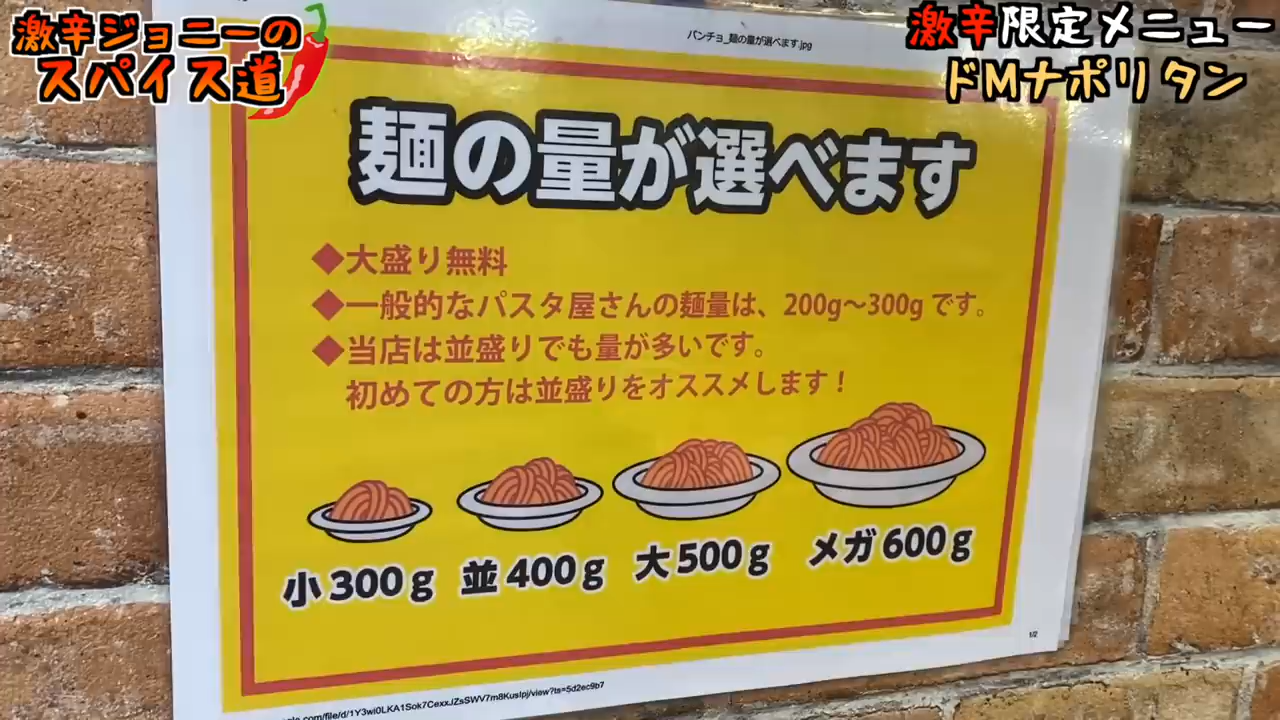 激辛ジョニーの
スパイス道
激辛限定メニュー
ドMナポリタン
パンチョ_麺の量が選べます.jpg
麺の量が選べます
◆大盛り無料
◆一般的なパスタ屋さんの麺量は、200g〜300gです。
◆当店は並盛りでも量が多いです。
初めての方は並盛りをオススメします!
小300g 並400g 大500g メガ600g
1/2